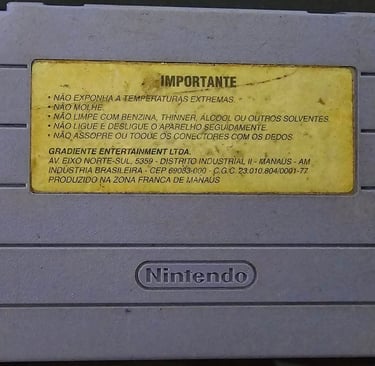 IMPORTANTE
• NÃO EXPONHA A TEMPERATURAS EXTREMAS.
• NÃO MOLHE.
• NÃO LIMPE COM BENZINA, THINNER, ÁLCOOL OU OUTROS SOLVENTES.
• NÃO LIGUE E DESLIGUE O APARELHO SEGUIDAMENTE.
• NÃO ASSOPRE OU TOQUE OS CONECTORES COM OS DEDOS.
GRADIENTE ENTERTAINMENT LTDA.
AV. EIXO NORTE-SUL, 5359 - DISTRITO INDUSTRIAL II - MANAUS - AM
INDÚSTRIA BRASILEIRA - CEP 69083-000 - C.G.C. 23.010.804/0001-77
PRODUZIDO NA ZONA FRANCA DE MANAUS
Nintendo